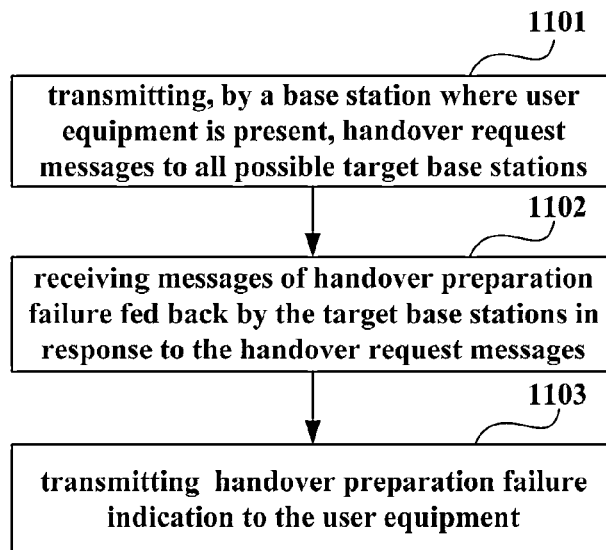 1101
transmitting, by a base station where user
equipment is present, handover request
messages to all possible target base stations
1102
receiving messages of handover preparation
failure fed back by the target base stations in
response to the handover request messages
1103
transmitting handover preparation failure
indication to the user equipment